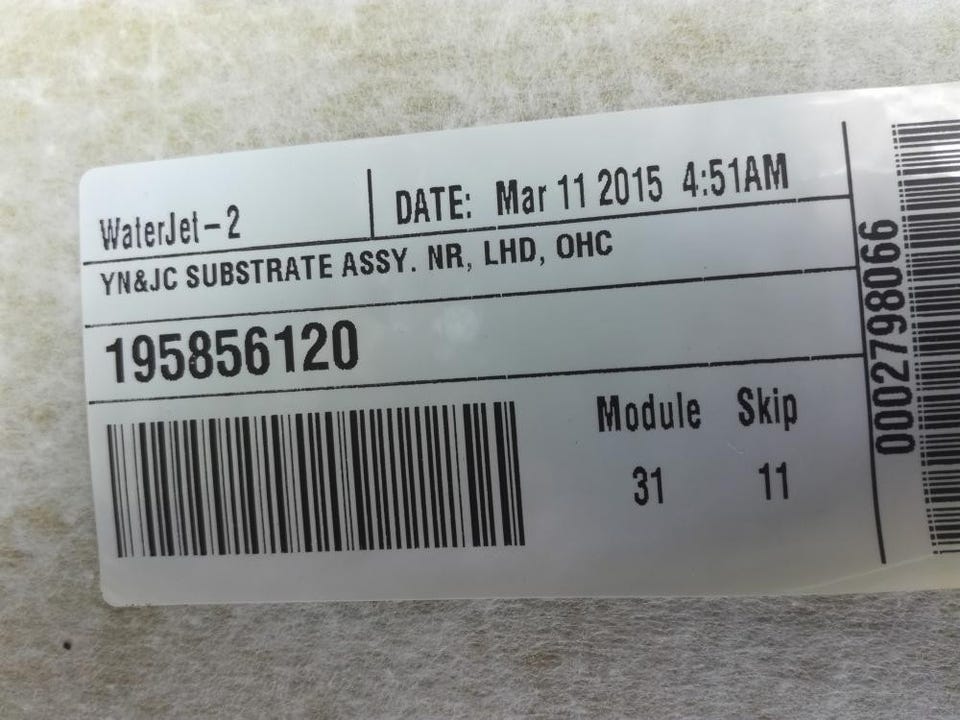 WaterJet-2
DATE: Mar 11 2015 4:51AM
YN&JC SUBSTRATE ASSY. NR, LHD, OHC
195856120
Module Skip
31 11
0002798066